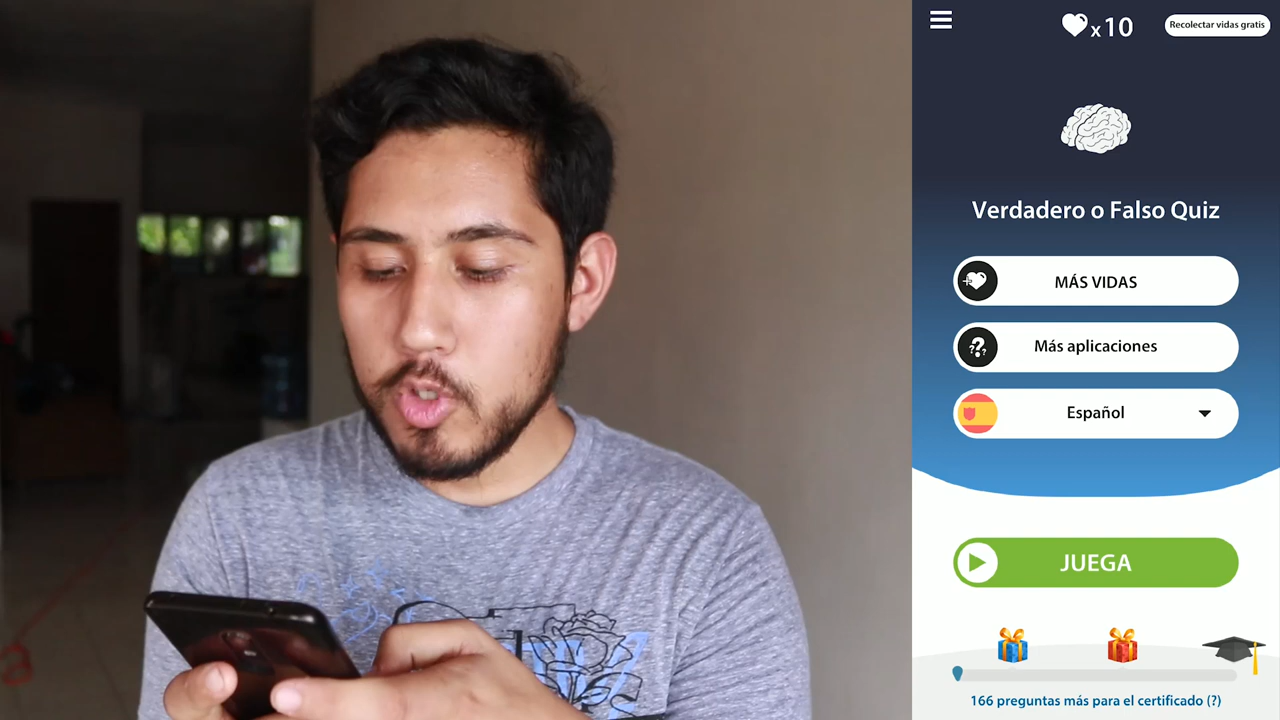 x10
Recolectar vidas gratis
Verdadero o Falso Quiz
MÁS VIDAS
Más aplicaciones
Español
JUEGA
166 preguntas más para el certificado (?)